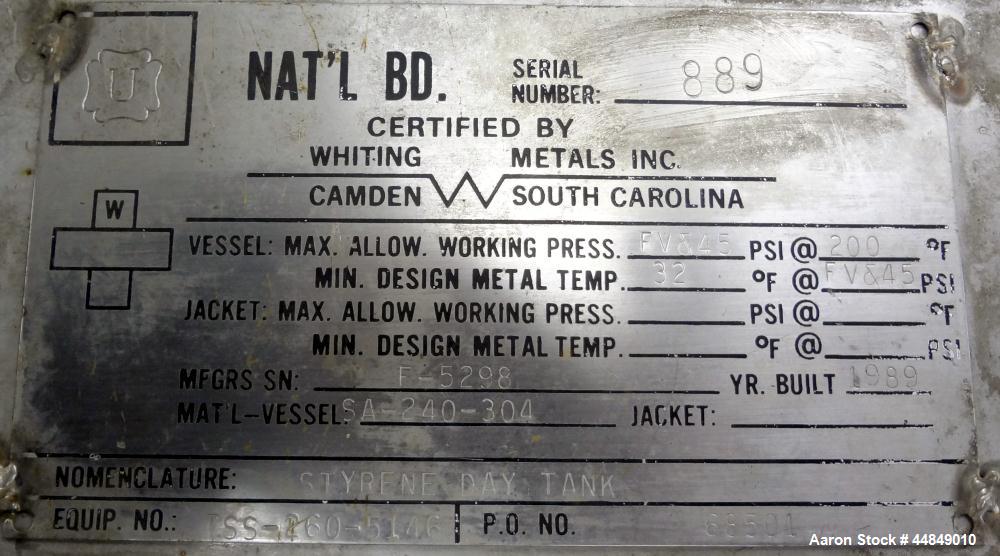 U NAT'L BD. SERIAL NUMBER: 889
CERTIFIED BY
WHITING METALS INC.
CAMDEN W SOUTH CAROLINA
W
VESSEL: MAX. ALLOW. WORKING PRESS. FV&45 PSI @ 200 °F
MIN. DESIGN METAL TEMP. 32 °F @ FV&45 PSI
JACKET: MAX. ALLOW. WORKING PRESS. PSI @ °F
MIN. DESIGN METAL TEMP. °F @ PSI
MFGRS SN: F-5298 YR. BUILT 1989
MAT'L-VESSEL: SA-240-304 JACKET:
NOMENCLATURE: STYRENE DAY TANK
EQUIP. NO.: P.O. NO.
Aaron Stock # 44849010